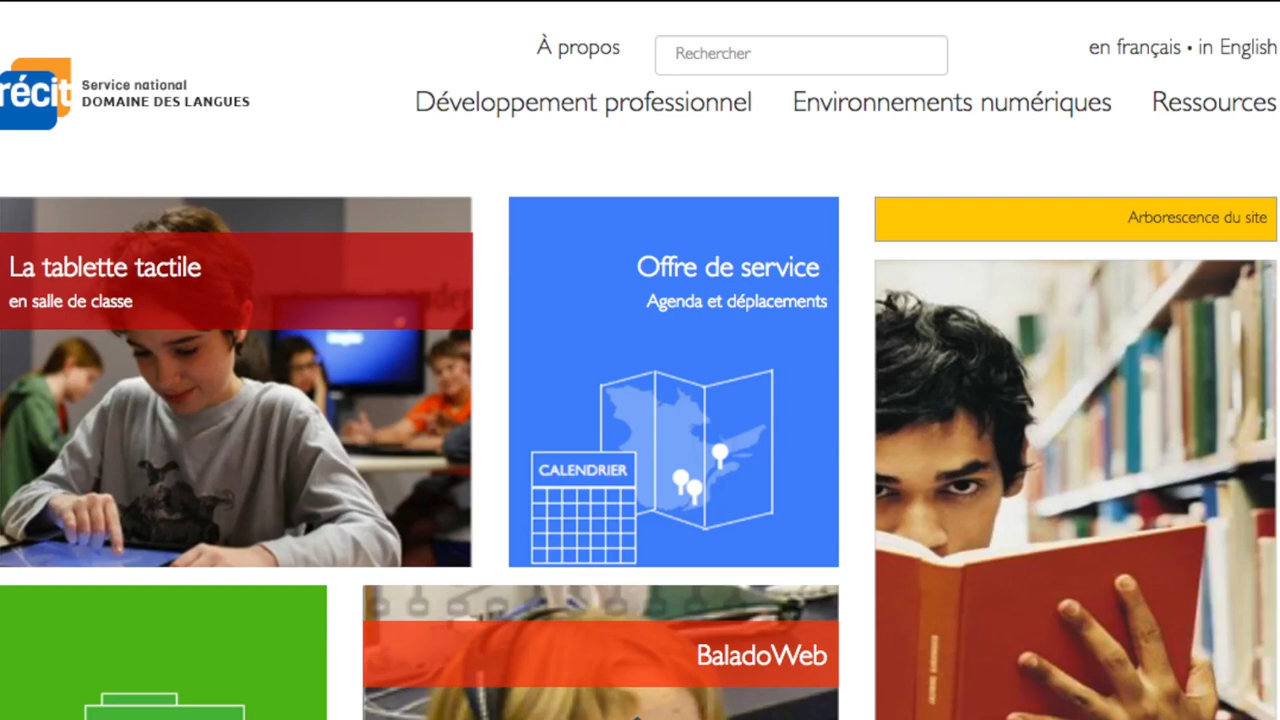 À propos
Rechercher
en français • in English
récit
Service national
DOMAINE DES LANGUES
Développement professionnel
Environnements numériques
Ressources
La tablette tactile
en salle de classe
Offre de service
Agenda et déplacements
CALENDRIER
Arborescence du site
BaladoWeb